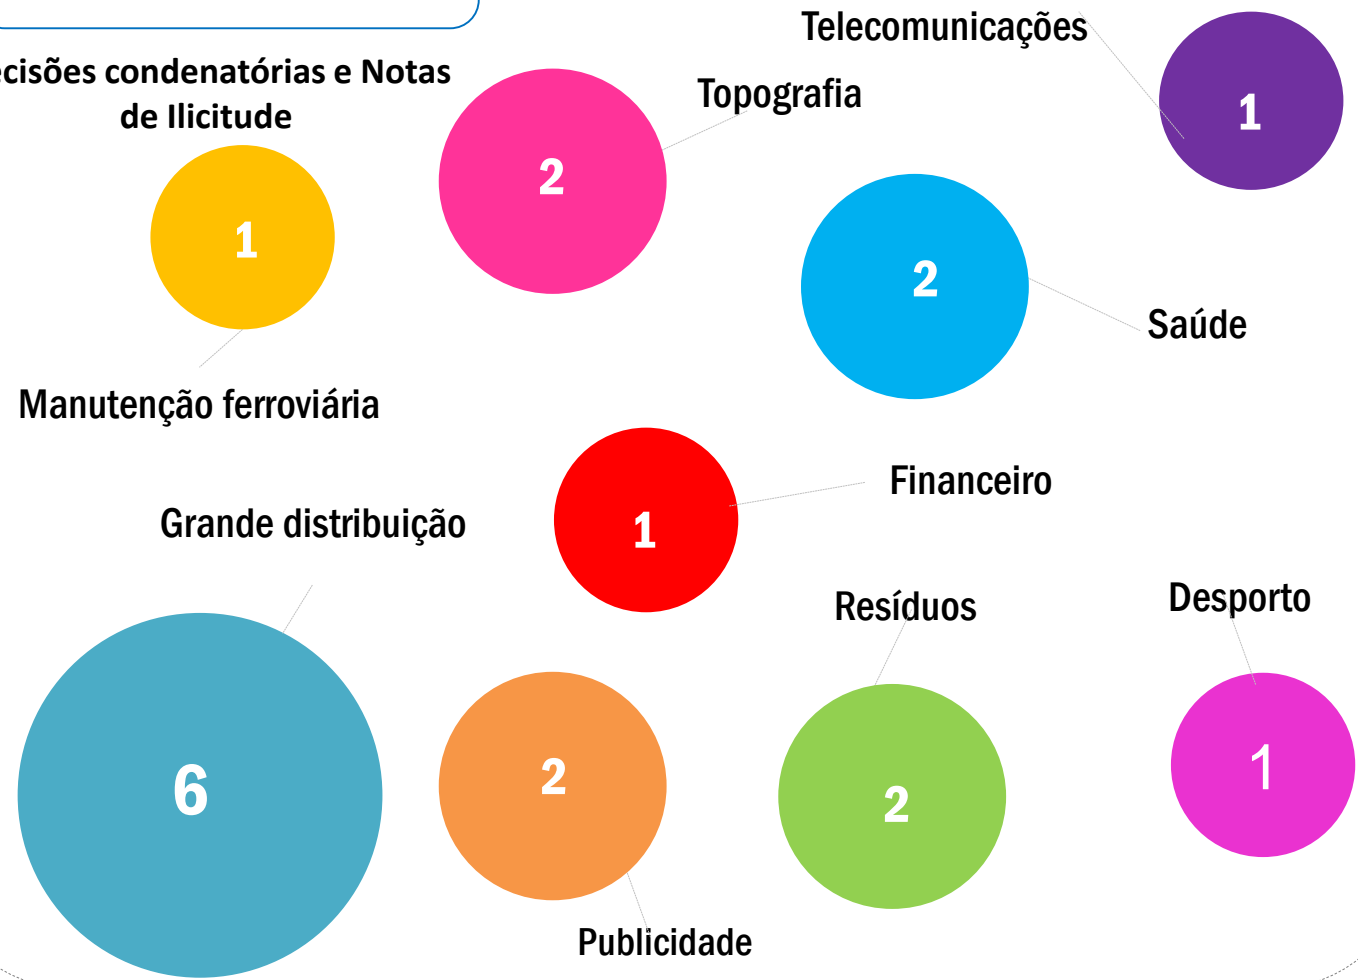 Telecomunicações
ecisões condenatórias e Notas
de Ilicitude
Topografia
1
2
1
2
Saúde
Manutenção ferroviária
Financeiro
Grande distribuição
1
Resíduos
Desporto
6
2
2
1
Publicidade